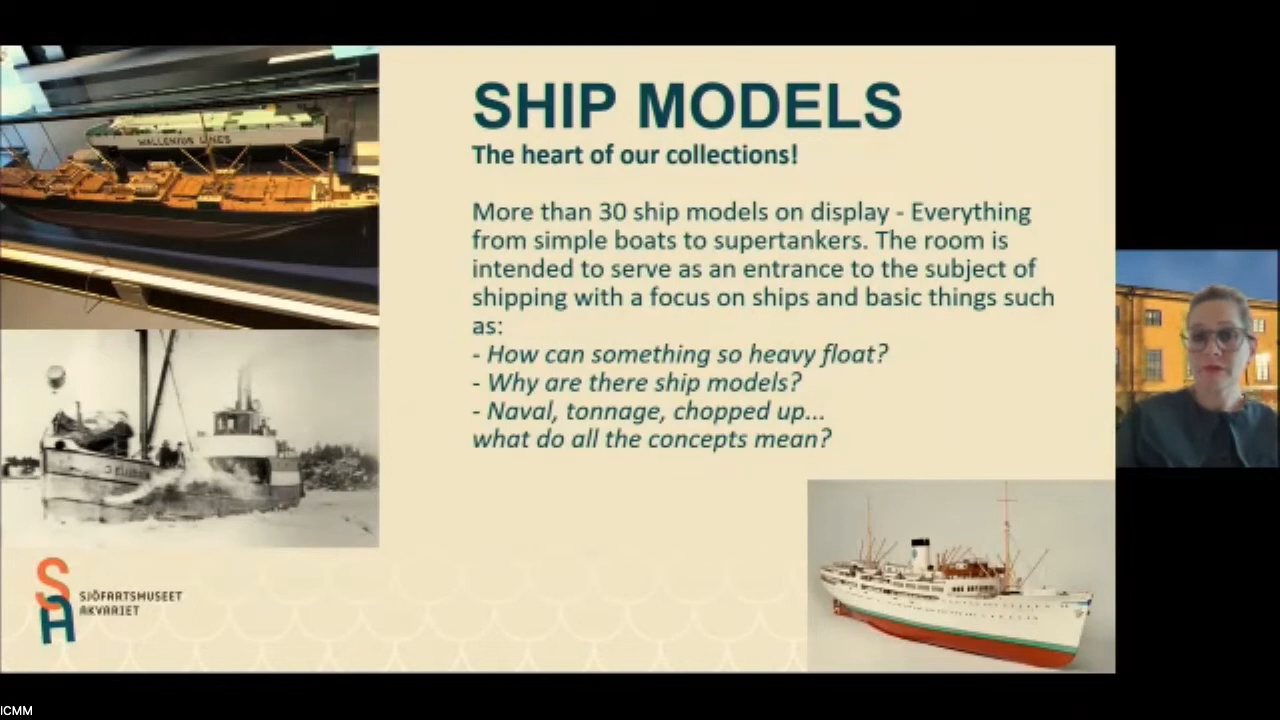 SHIP MODELS
The heart of our collections!
More than 30 ship models on display - Everything
from simple boats to supertankers. The room is
intended to serve as an entrance to the subject of
shipping with a focus on ships and basic things such
as:
- How can something so heavy float?
- Why are there ship models?
- Naval, tonnage, chopped up...
what do all the concepts mean?
WALLENIUS LINES
SJÖFARTSMUSEET
AKVARIET
ICMM